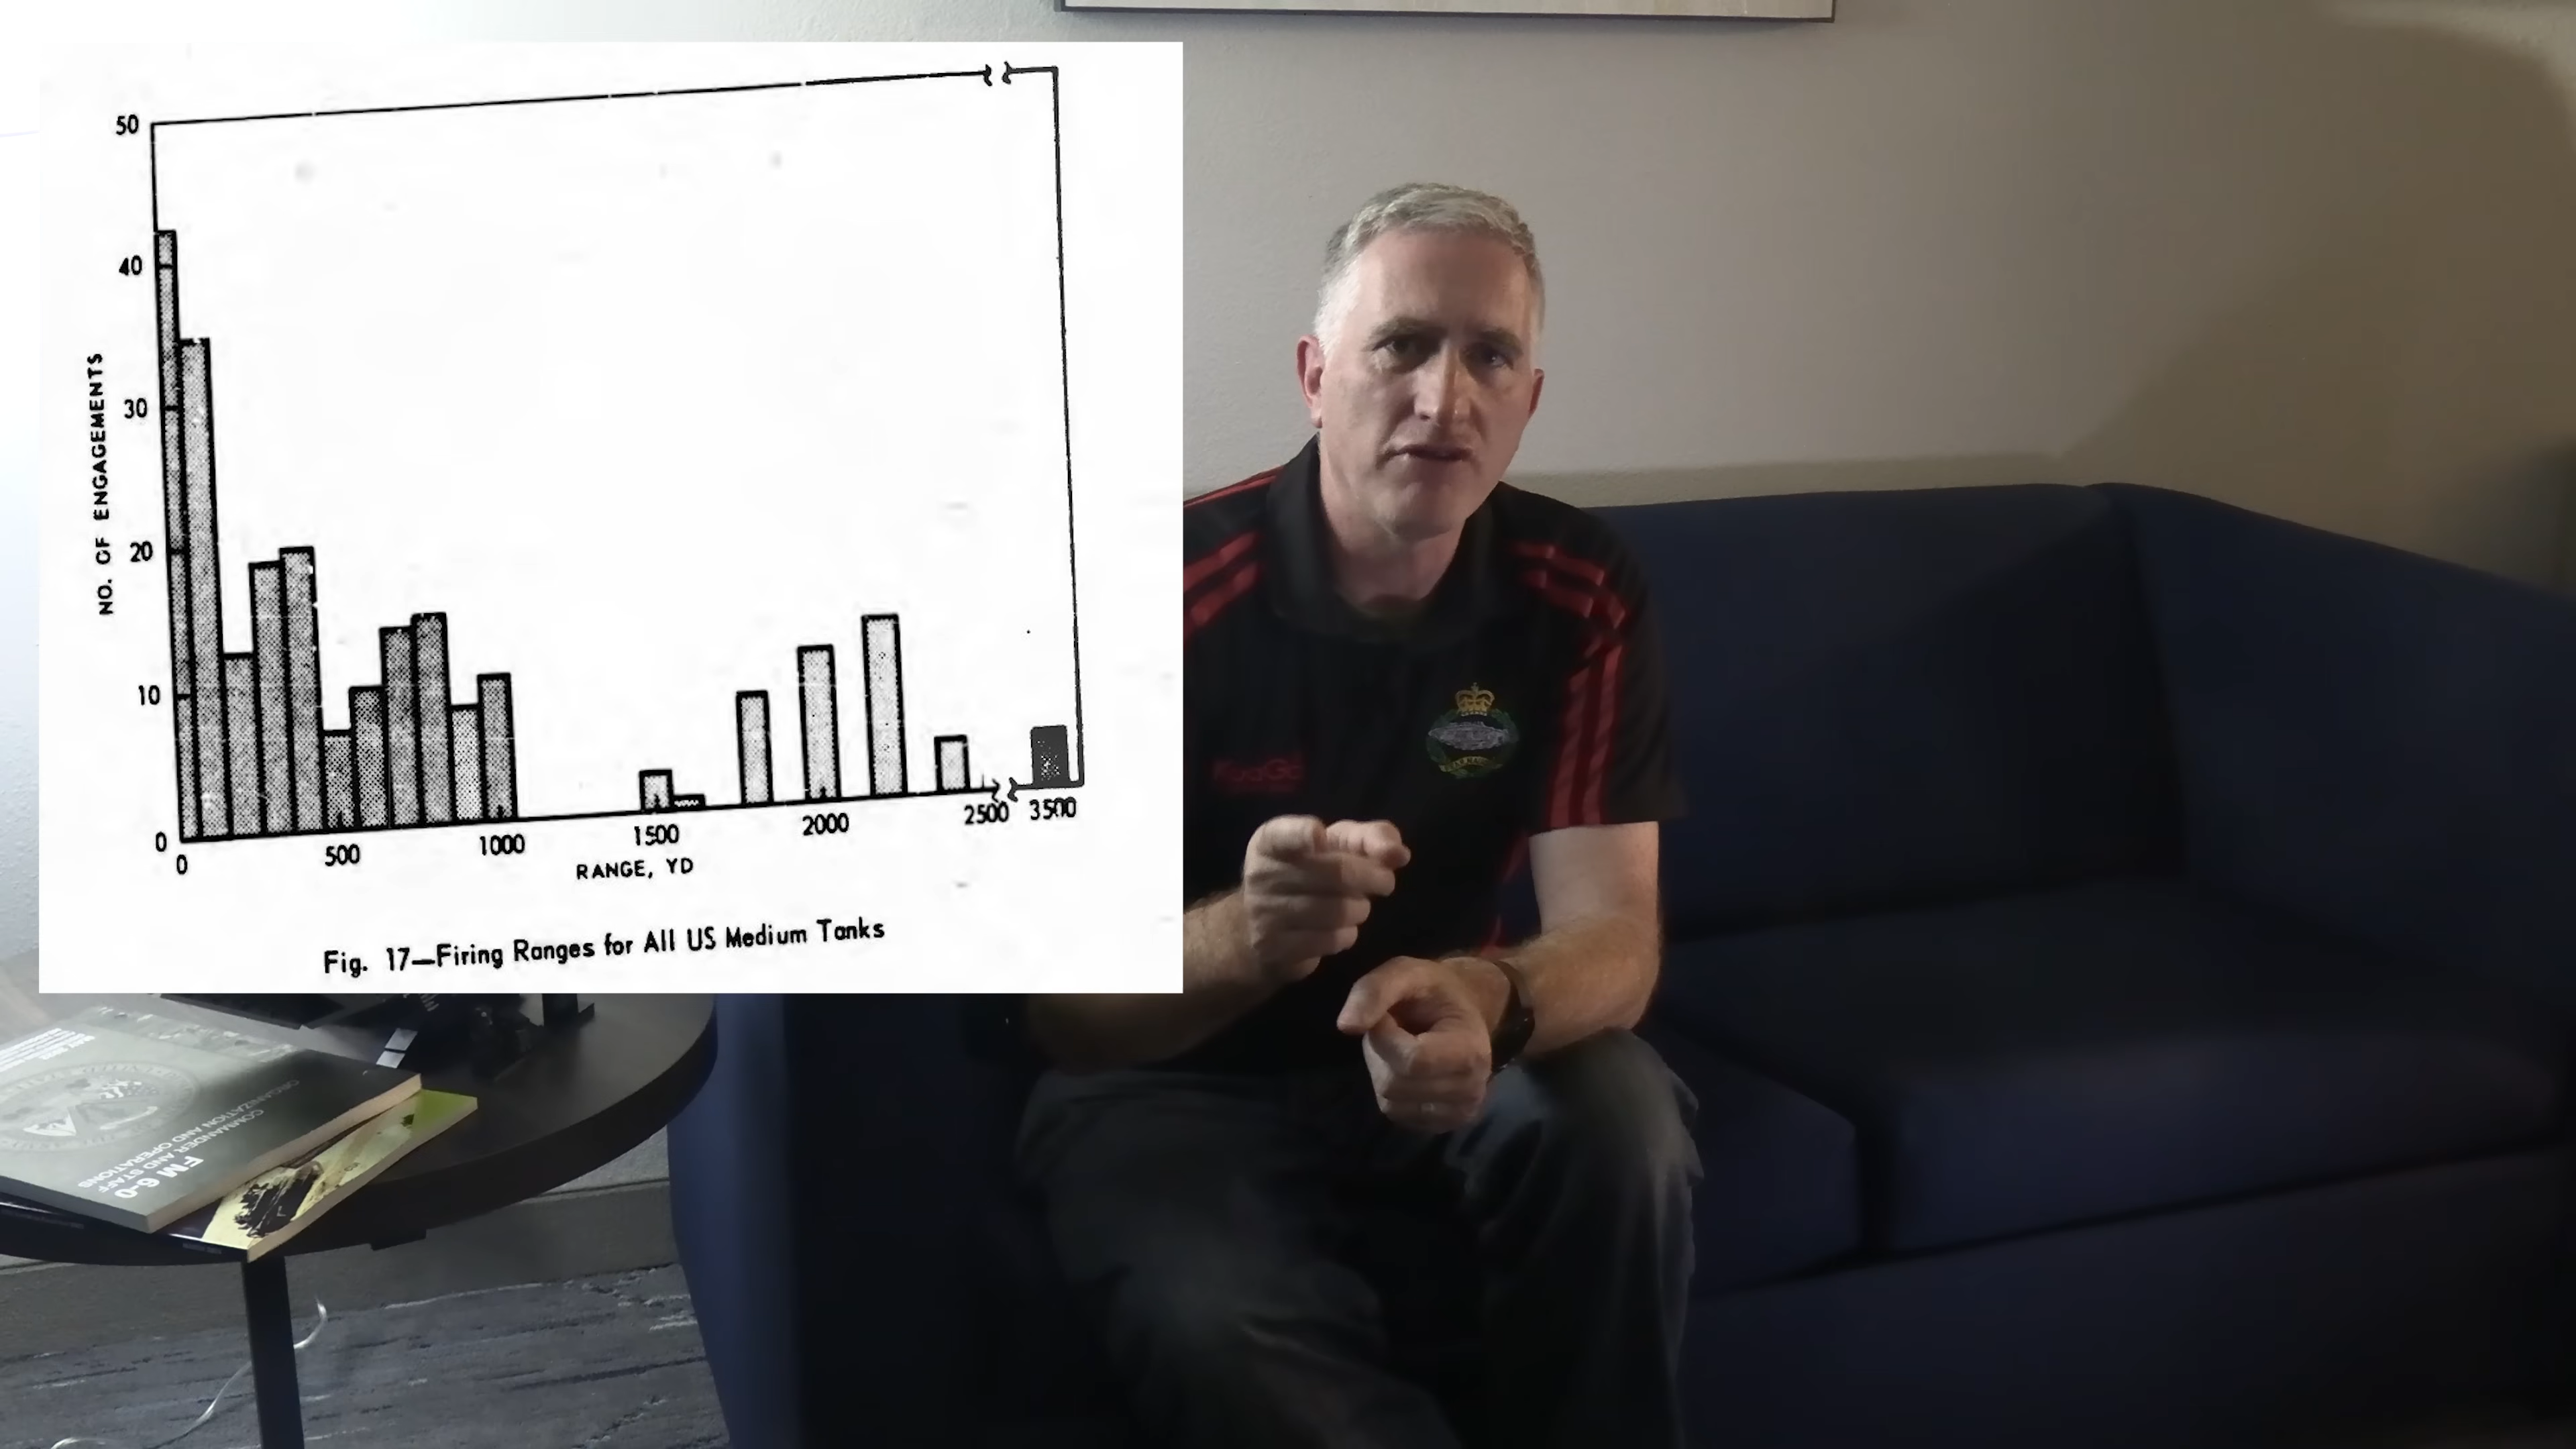 50
40
30
20
10
0
NO. OF ENGAGEMENTS
0
500
1000
1500
2000
2500
3500
RANGE, YD
Fig. 17—Firing Ranges for All US Medium Tanks
FM 6-0
COMMANDER AND STAFF
ORGANIZATION AND OPERATIONS